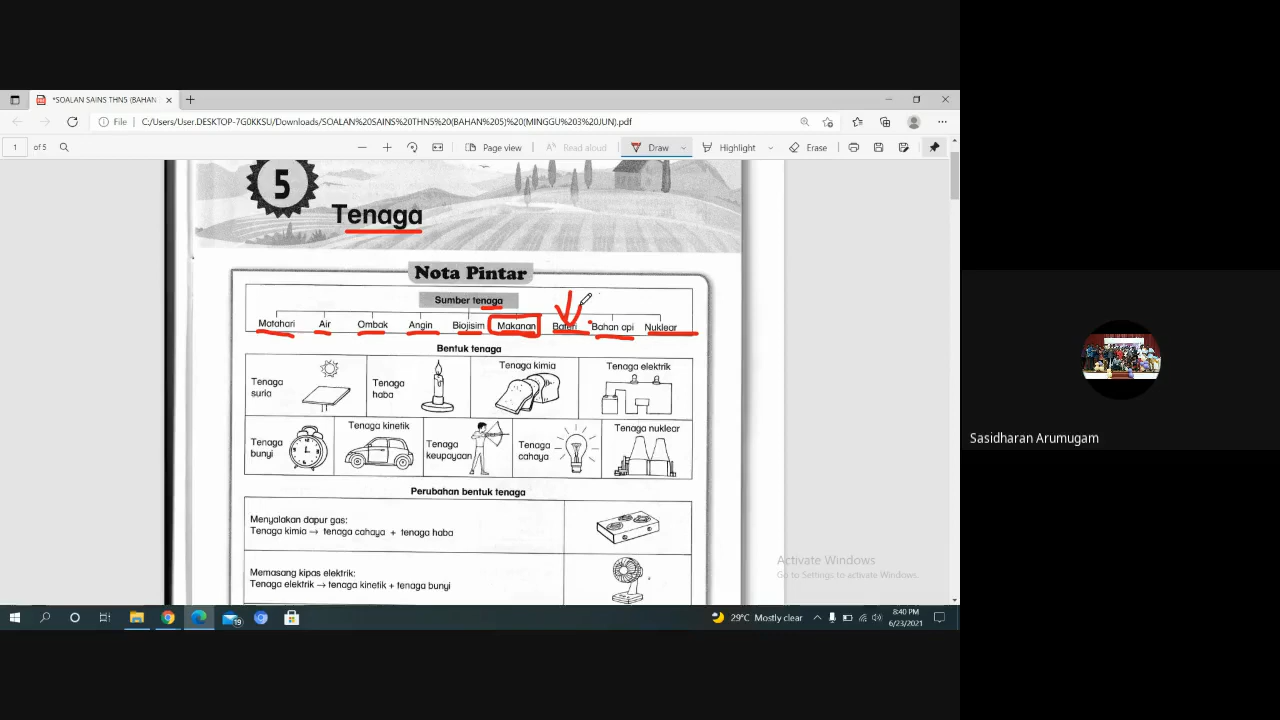 *SOALAN SAINS THN5 (BAHAN
File C:/Users/User.DESKTOP-7G0KKSU/Downloads/SOALAN%20SAINS%20THN5%20(BAHAN%205)%20(MINGGU%203%20JUN).pdf
1 of 5 Page view Read aloud Draw Highlight Erase
5
Tenaga
Nota Pintar
Sumber tenaga
Matahari Air Ombak Angin Biojisim Makanan Bateri Bahan api Nuklear
Bentuk tenaga
Tenaga suria
Tenaga haba
Tenaga kimia
Tenaga elektrik
Tenaga bunyi
Tenaga kinetik
Tenaga keupayaan
Tenaga cahaya
Tenaga nuklear
Perubahan bentuk tenaga
Menyalakan dapur gas:
Tenaga kimia → tenaga cahaya + tenaga haba
Memasang kipas elektrik:
Tenaga elektrik → tenaga kinetik + tenaga bunyi
Activate Windows
Go to Settings to activate Windows.
19
29°C Mostly clear
8:40 PM
6/23/2021
Sasidharan Arumugam